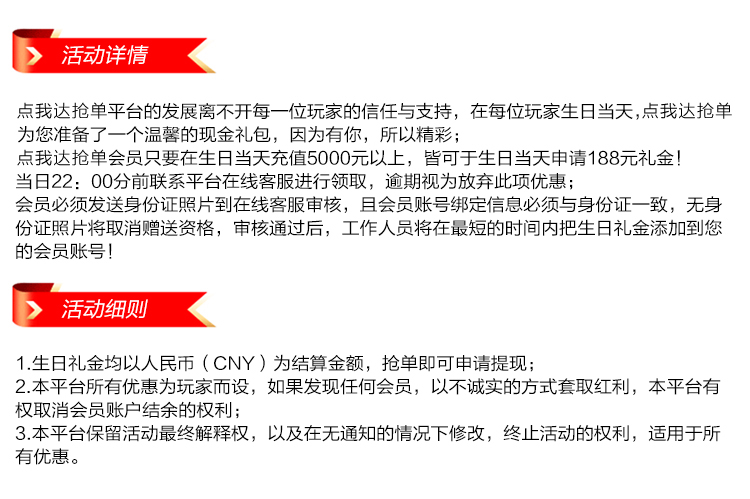 活动详情
点我达抢单平台的发展离不开每一位玩家的信任与支持，在每位玩家生日当天,点我达抢单
为您准备了一个温馨的现金礼包，因为有你，所以精彩；
点我达抢单会员只要在生日当天充值5000元以上，皆可于生日当天申请188元礼金！
当日22：00分前联系平台在线客服进行领取，逾期视为放弃此项优惠；
会员必须发送身份证照片到在线客服审核，且会员账号绑定信息必须与身份证一致，无身
份证照片将取消赠送资格，审核通过后，工作人员将在最短的时间内把生日礼金添加到您
的会员账号！
活动细则
1.生日礼金均以人民币（CNY）为结算金额，抢单即可申请提现；
2.本平台所有优惠为玩家而设，如果发现任何会员，以不诚实的方式套取红利，本平台有
权取消会员账户结余的权利；
3.本平台保留活动最终解释权，以及在无通知的情况下修改，终止活动的权利，适用于所
有优惠。